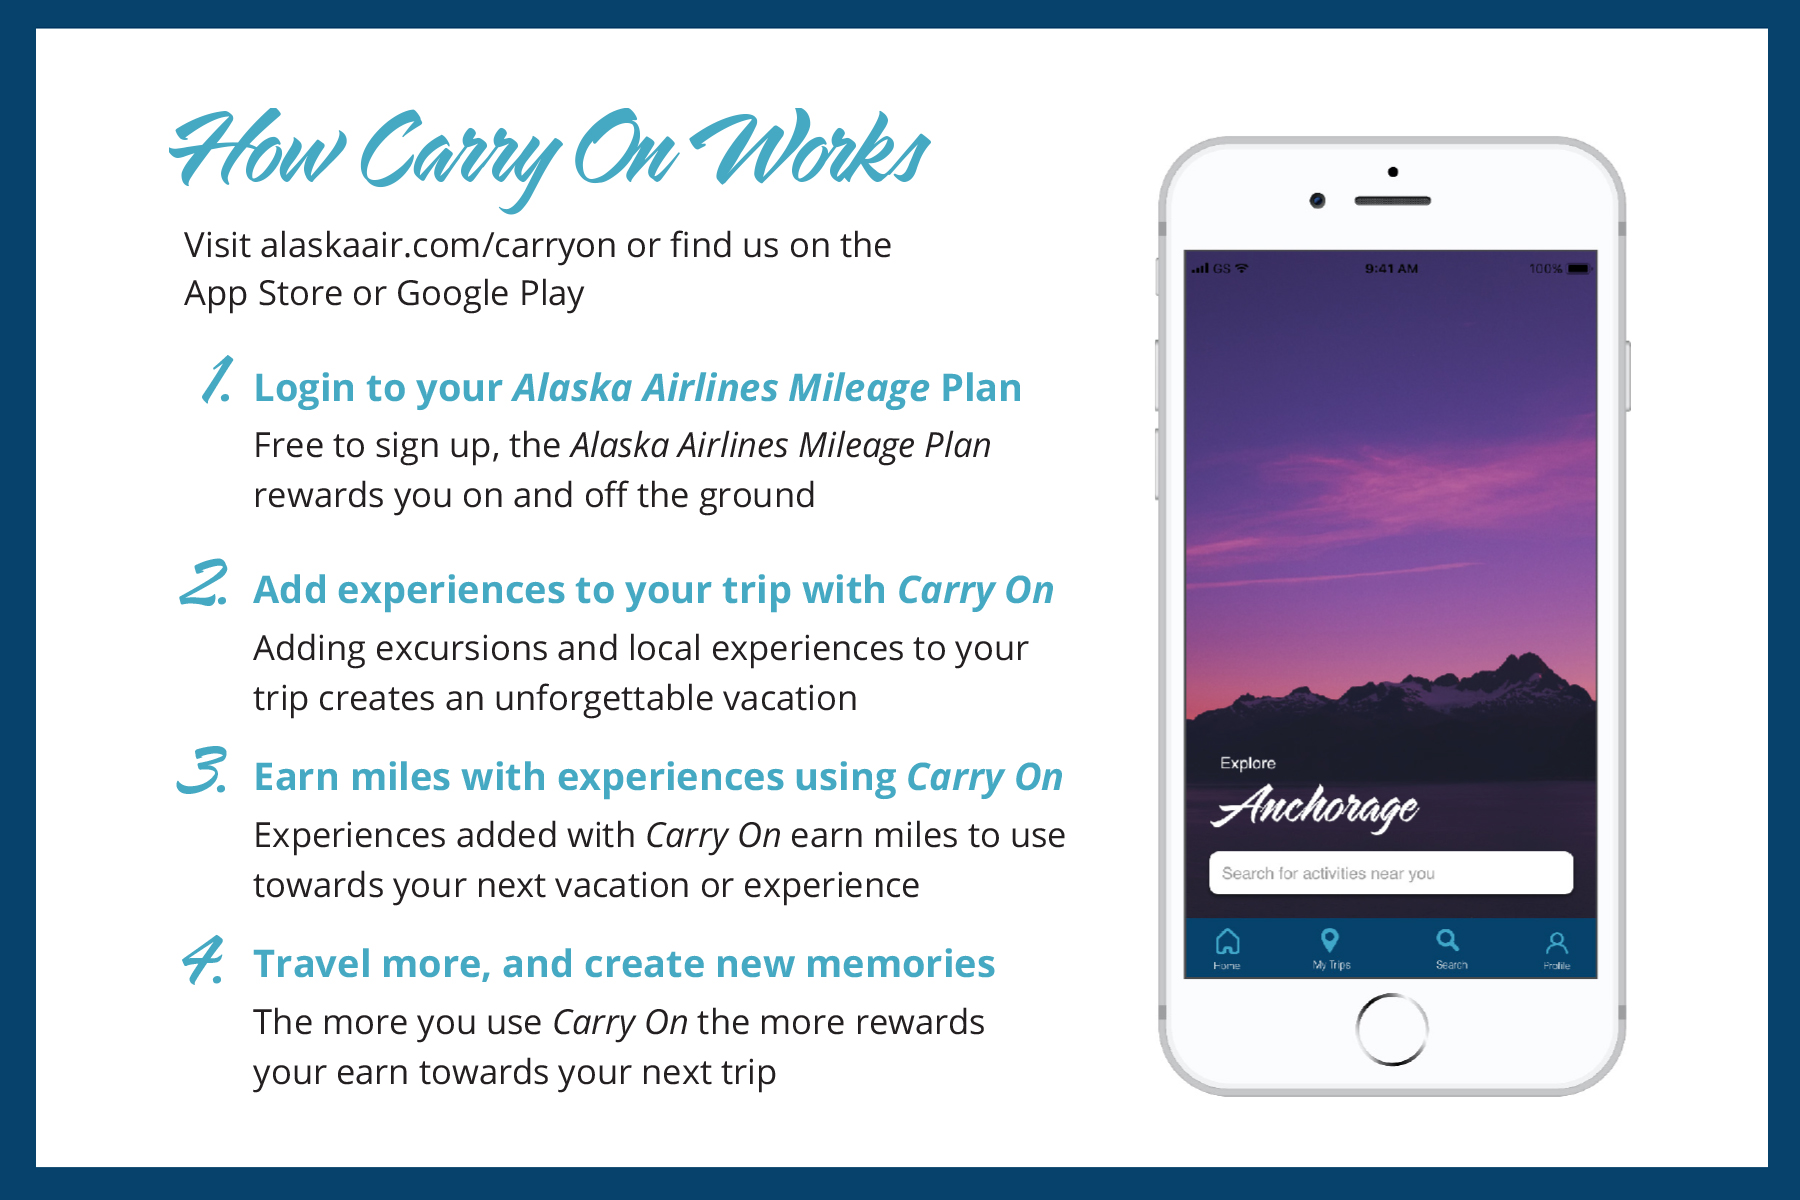 How Carry On Works
Visit alaskaair.com/carryon or find us on the
App Store or Google Play
1. Login to your Alaska Airlines Mileage Plan
Free to sign up, the Alaska Airlines Mileage Plan
rewards you on and off the ground
2. Add experiences to your trip with Carry On
Adding excursions and local experiences to your
trip creates an unforgettable vacation
3. Earn miles with experiences using Carry On
Experiences added with Carry On earn miles to use
towards your next vacation or experience
4. Travel more, and create new memories
The more you use Carry On the more rewards
your earn towards your next trip
GS 9:41 AM 100%
Explore
Anchorage
Search for activities near you
Home My Trips Search Profile